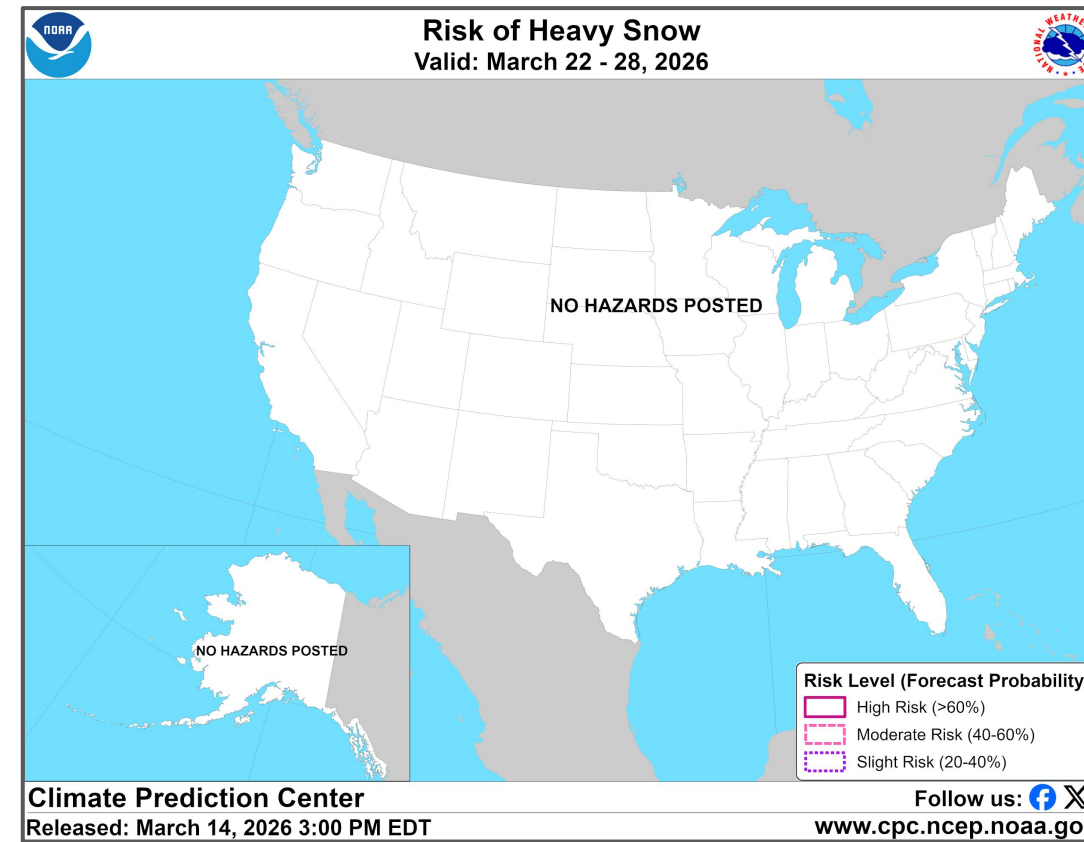 NOAA
Risk of Heavy Snow
Valid: March 22 - 28, 2026
NO HAZARDS POSTED
NO HAZARDS POSTED
Risk Level (Forecast Probability
High Risk (>60%)
Moderate Risk (40-60%)
Slight Risk (20-40%)
Climate Prediction Center
Follow us:
Released: March 14, 2026 3:00 PM EDT
www.cpc.ncep.noaa.go